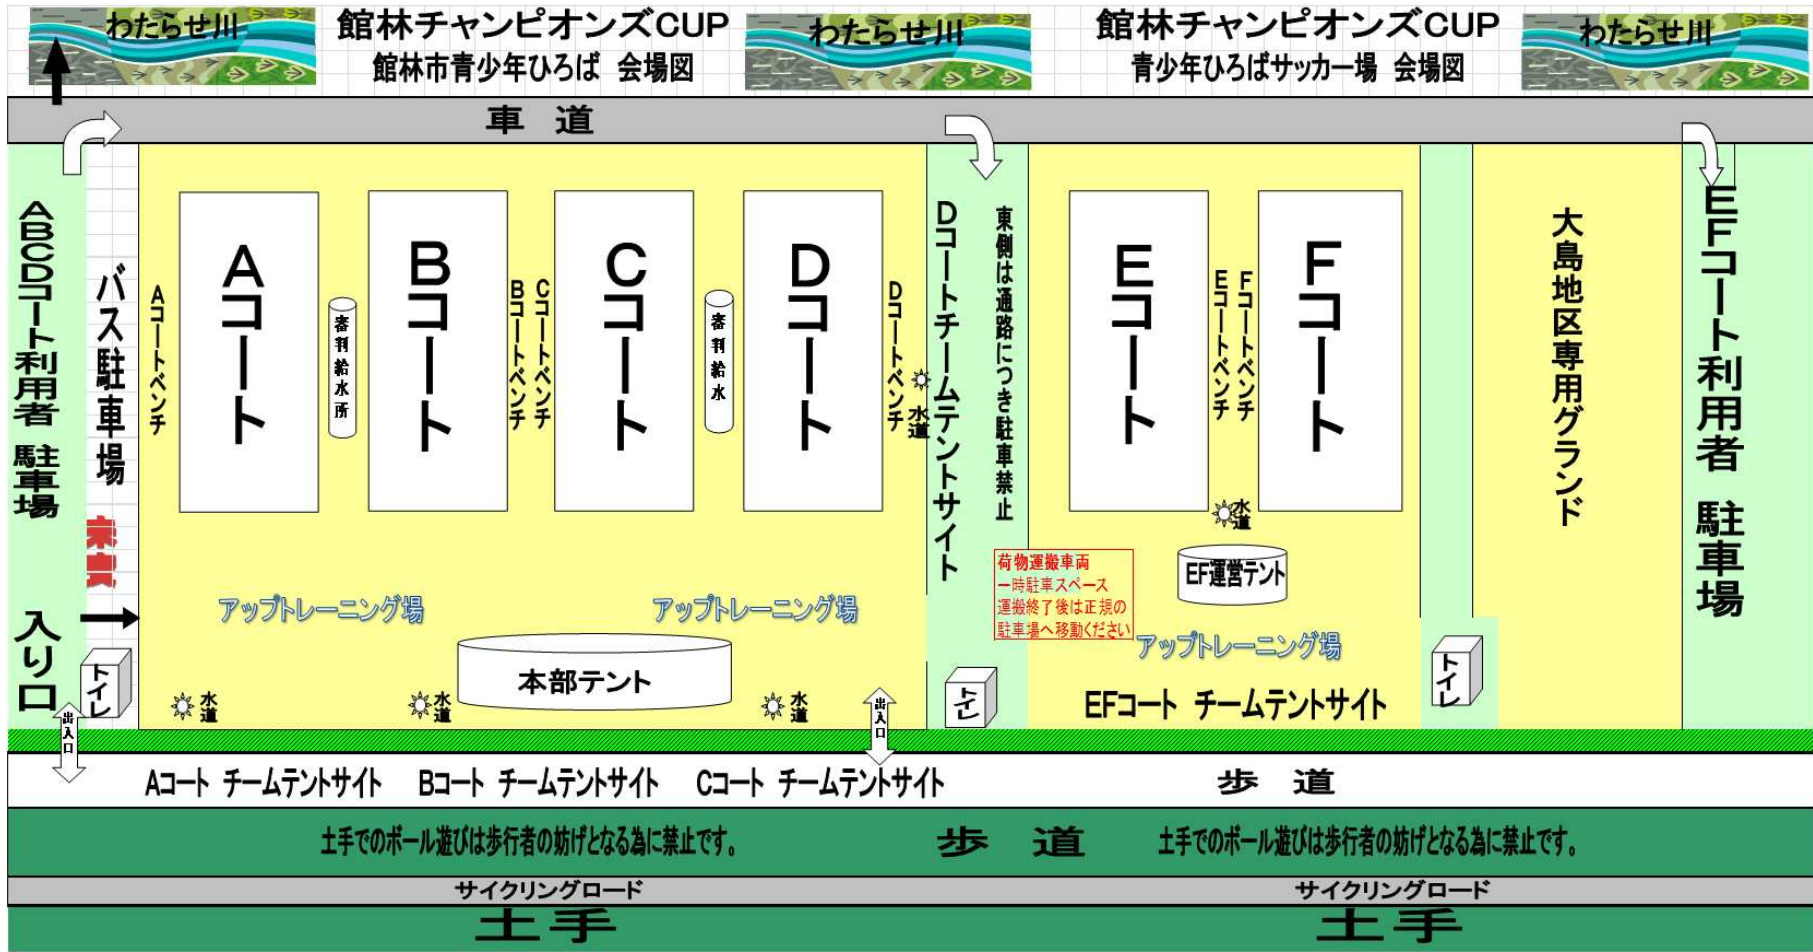 わたらせ川
館林チャンピオンズCUP
館林市青少年ひろば 会場図
わたらせ川
館林チャンピオンズCUP
青少年ひろばサッカー場 会場図
わたらせ川
車 道
ABCDコート利用者 駐車場
バス駐車場
来賓
入り口
Aコートベンチ
Aコート
審判給水所
Bコート
Bコートベンチ
Cコートベンチ
Cコート
審判給水
Dコート
Dコートベンチ
水道
Dコートチームテントサイト
東側は通路につき駐車禁止
Eコート
Eコートベンチ
Fコートベンチ
Fコート
大島地区専用グランド
EFコート利用者 駐車場
水道
EF運営テント
荷物運搬車両
一時駐車スペース
運搬終了後は正規の
駐車場へ移動ください
アップトレーニング場
アップトレーニング場
アップトレーニング場
本部テント
トイレ
水道
水道
水道
トイレ
EFコート チームテントサイト
トイレ
出入口
出入口
Aコート チームテントサイト
Bコート チームテントサイト
Cコート チームテントサイト
歩 道
土手でのボール遊びは歩行者の妨げとなる為に禁止です。
歩 道
土手でのボール遊びは歩行者の妨げとなる為に禁止です。
サイクリングロード
サイクリングロード
土手
土手